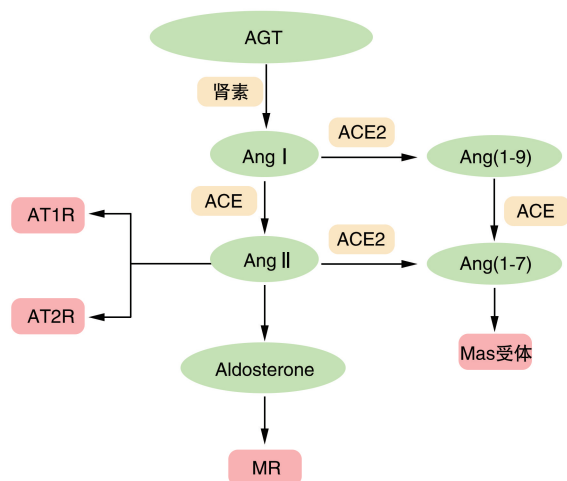 AGT
肾素
ACE2
Ang Ⅰ
Ang(1-9)
ACE
ACE
AT1R
ACE2
Ang Ⅱ
Ang(1-7)
AT2R
Mas受体
Aldosterone
MR